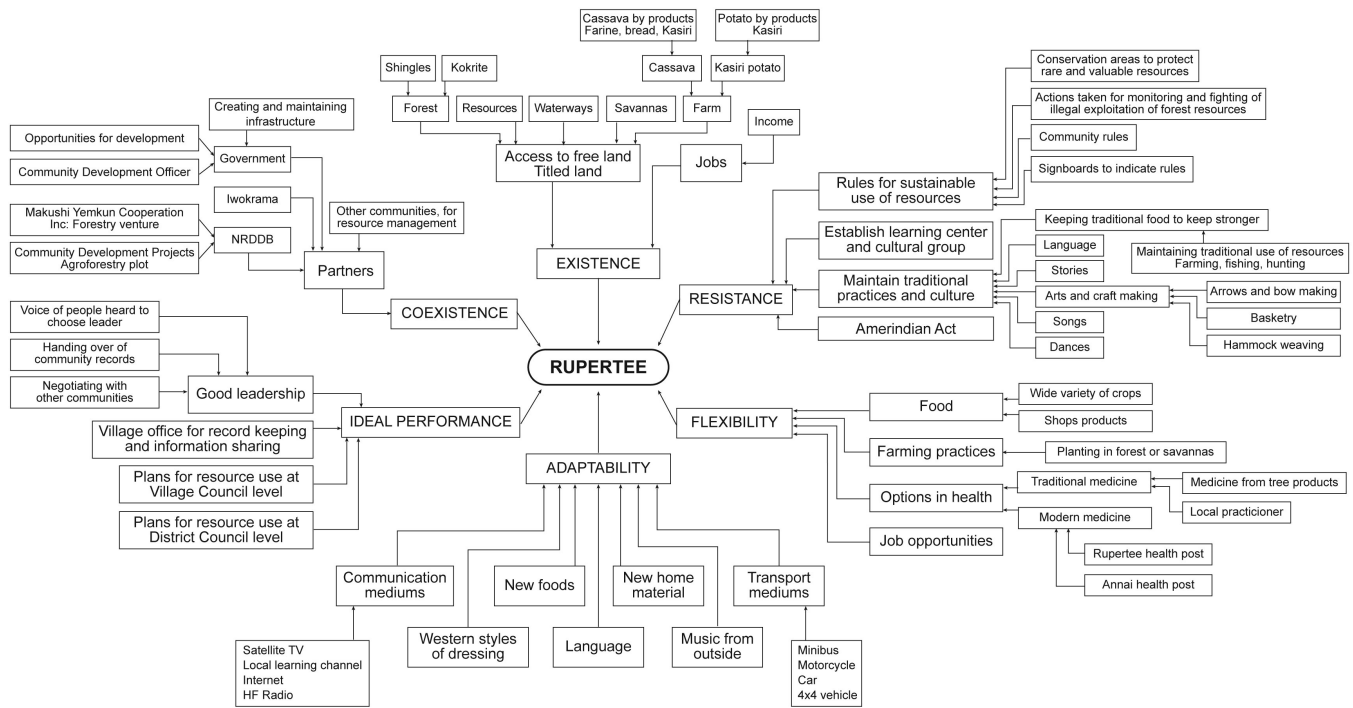 Cassava by products
Farine, bread, Kasiri
Potato by products
Kasiri
Shingles
Kokrite
Cassava
Kasiri potato
Forest
Resources
Waterways
Savannas
Farm
Income
Access to free land
Titled land
Jobs
EXISTENCE
Creating and maintaining
infrastructure
Opportunities for development
Government
Community Development Officer
Iwokrama
Other communities, for
resource management
Makushi Yemkun Cooperation
Inc: Forestry venture
NRDDB
Community Development Projects
Agroforestry plot
Partners
COEXISTENCE
Conservation areas to protect
rare and valuable resources
Actions taken for monitoring and fighting of
illegal exploitation of forest resources
Community rules
Signboards to indicate rules
Rules for sustainable
use of resources
Keeping traditional food to keep stronger
Establish learning center
and cultural group
Language
Maintaining traditional use of resources
Farming, fishing, hunting
Stories
Maintain traditional
practices and culture
RESISTANCE
Arts and craft making
Arrows and bow making
Basketry
Hammock weaving
Songs
Dances
Amerindian Act
RUPERTEE
Voice of people heard to
choose leader
Handing over of
community records
Negotiating with
other communities
Good leadership
IDEAL PERFORMANCE
Village office for record keeping
and information sharing
Plans for resource use at
Village Council level
Plans for resource use at
District Council level
FLEXIBILITY
Food
Wide variety of crops
Shops products
Farming practices
Planting in forest or savannas
Options in health
Traditional medicine
Medicine from tree products
Local practicioner
Modern medicine
Rupertee health post
Annai health post
Job opportunities
ADAPTABILITY
Communication
mediums
New foods
New home
material
Transport
mediums
Western styles
of dressing
Language
Music from
outside
Satellite TV
Local learning channel
Internet
HF Radio
Minibus
Motorcycle
Car
4x4 vehicle